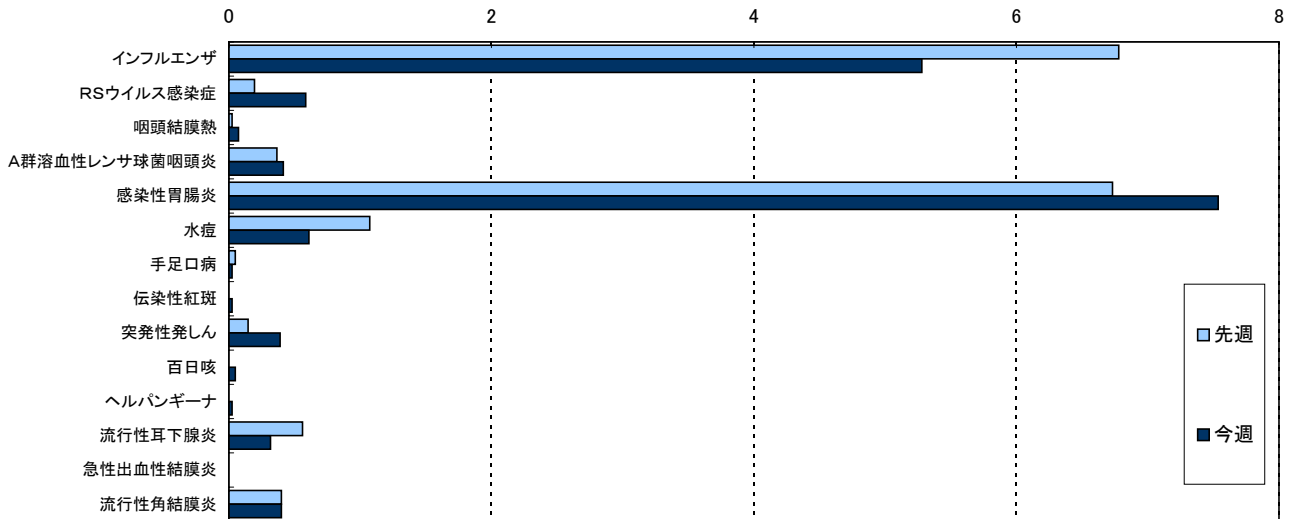 0 2 4 6 8
インフルエンザ
RSウイルス感染症
咽頭結膜熱
A群溶血性レンサ球菌咽頭炎
感染性胃腸炎
水痘
手足口病
伝染性紅斑
突発性発しん
百日咳
ヘルパンギーナ
流行性耳下腺炎
急性出血性結膜炎
流行性角結膜炎
先週
今週